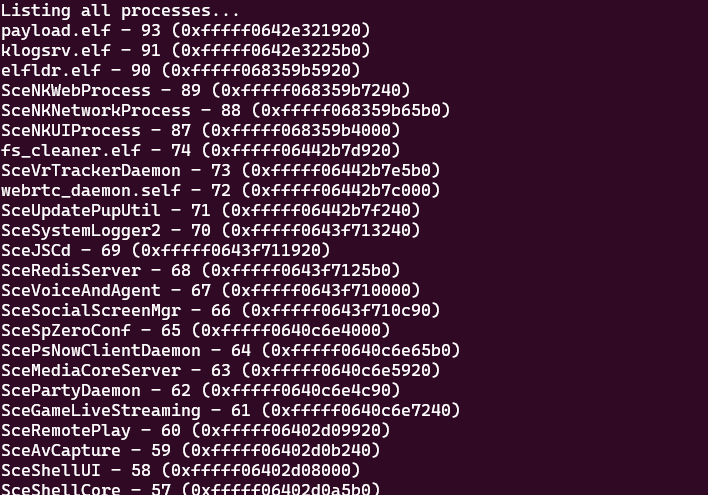 Listing all processes...
payload.elf - 93 (0xfffff0642e321920)
klogsrv.elf - 91 (0xfffff0642e3225b0)
elfldr.elf - 90 (0xfffff068359b5920)
SceNKWebProcess - 89 (0xfffff068359b7240)
SceNKNetworkProcess - 88 (0xfffff068359b65b0)
SceNKUIProcess - 87 (0xfffff068359b4000)
fs_cleaner.elf - 74 (0xfffff06442b7d920)
SceVrTrackerDaemon - 73 (0xfffff06442b7e5b0)
webrtc_daemon.self - 72 (0xfffff06442b7c000)
SceUpdatePupUtil - 71 (0xfffff06442b7f240)
SceSystemLogger2 - 70 (0xfffff0643f713240)
SceJSCd - 69 (0xfffff0643f711920)
SceRedisServer - 68 (0xfffff0643f7125b0)
SceVoiceAndAgent - 67 (0xfffff0643f710000)
SceSocialScreenMgr - 66 (0xfffff0643f710c90)
SceSpZeroConf - 65 (0xfffff0640c6e4000)
ScePsNowClientDaemon - 64 (0xfffff0640c6e65b0)
SceMediaCoreServer - 63 (0xfffff0640c6e5920)
ScePartyDaemon - 62 (0xfffff0640c6e4c90)
SceGameLiveStreaming - 61 (0xfffff0640c6e7240)
SceRemotePlay - 60 (0xfffff06402d09920)
SceAvCapture - 59 (0xfffff06402d0b240)
SceShellUI - 58 (0xfffff06402d08000)
SceShellCore - 57 (0xfffff06402d0a5b0)